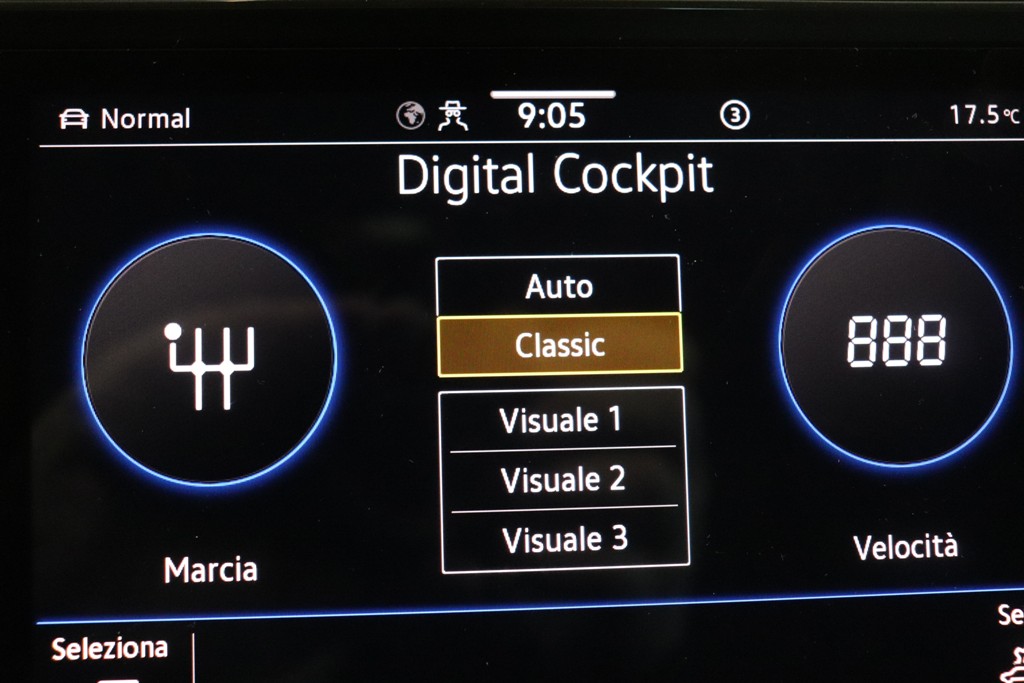 Normal
9:05
3
17.5°C
Digital Cockpit
Auto
Classic
888
Visuale 1
Visuale 2
Visuale 3
Marcia
Velocità
Seleziona